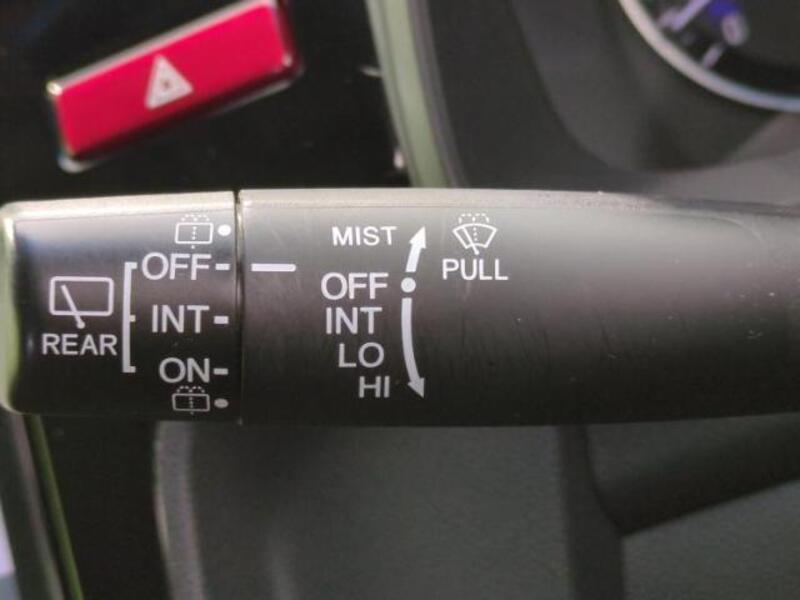 REAR
OFF
INT
ON
MIST
OFF
INT
LO
HI
PULL